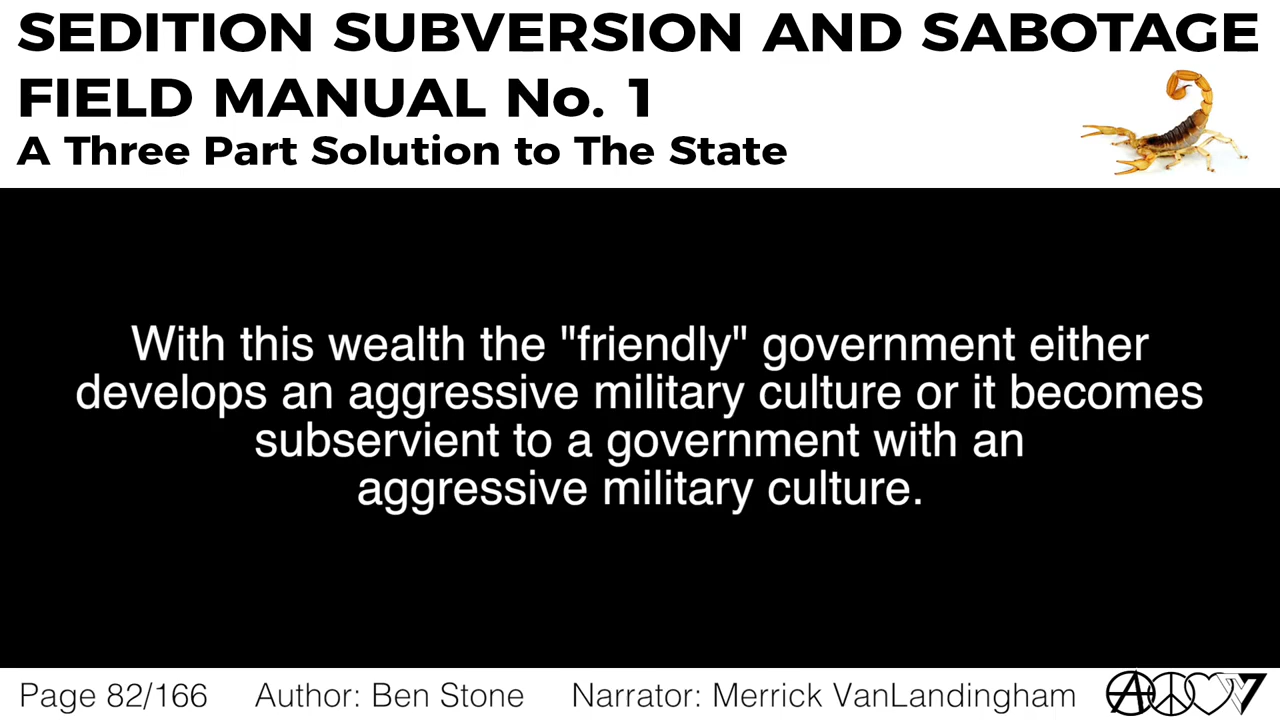 SEDITION SUBVERSION AND SABOTAGE
FIELD MANUAL No. 1
A Three Part Solution to The State
With this wealth the "friendly" government either
develops an aggressive military culture or it becomes
subservient to a government with an
aggressive military culture.
Page 82/166 Author: Ben Stone Narrator: Merrick VanLandingham